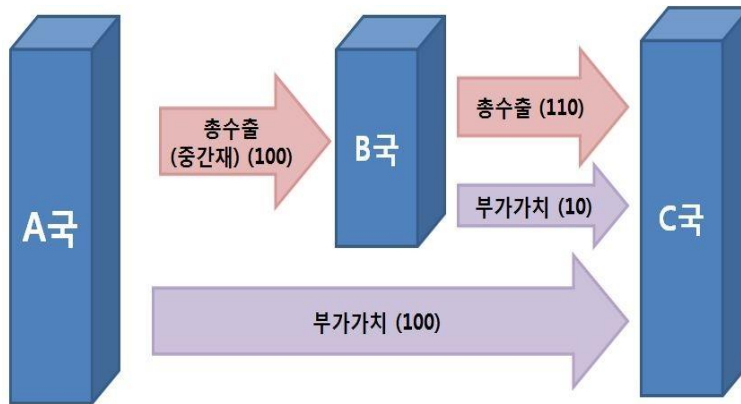 A국
총수출
(중간재) (100)
B국
총수출 (110)
부가가치 (10)
C국
부가가치 (100)